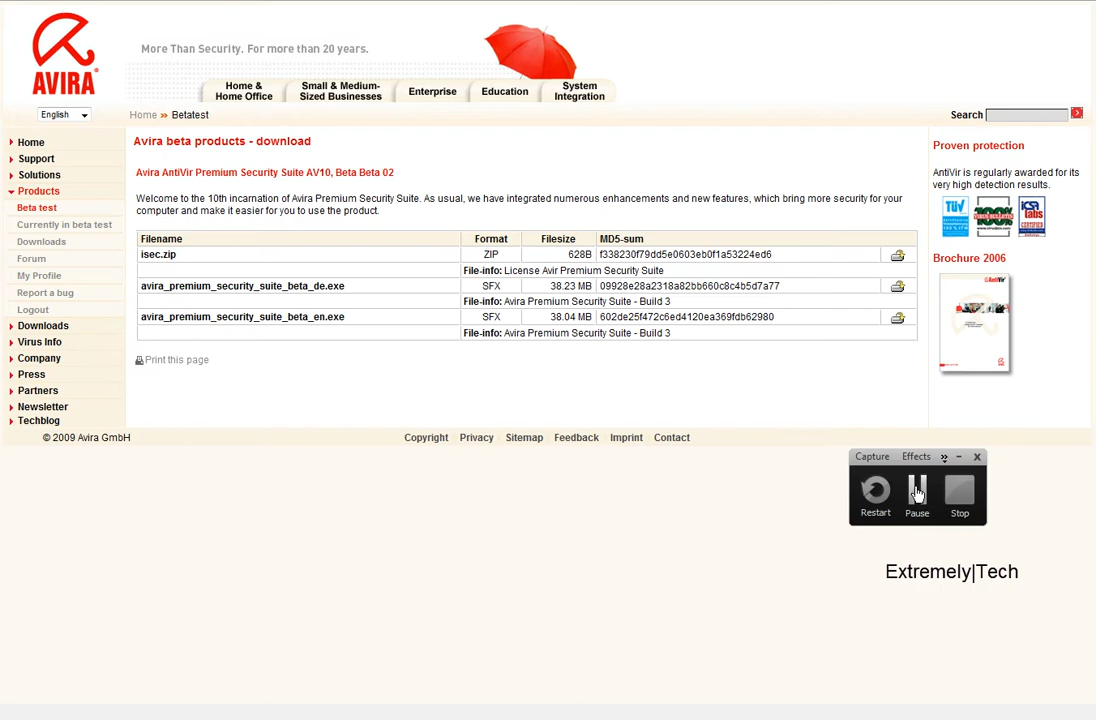 AVIRA
More Than Security. For more than 20 years.
Home & Home Office
Small & Medium-Sized Businesses
Enterprise
Education
System Integration
English
Home » Betatest
Search
Home
Support
Solutions
Products
Beta test
Currently in beta test
Downloads
Forum
My Profile
Report a bug
Logout
Downloads
Virus Info
Company
Press
Partners
Newsletter
Techblog
Avira beta products - download
Avira AntiVir Premium Security Suite AV10, Beta Beta 02
Welcome to the 10th incarnation of Avira Premium Security Suite. As usual, we have integrated numerous enhancements and new features, which bring more security for your
computer and make it easier for you to use the product.
Filename Format Filesize MD5-sum
isec.zip ZIP 628B f338230f79dd5e0603eb0f1a53224ed6
File-info: License Avir Premium Security Suite
avira_premium_security_suite_beta_de.exe SFX 38.23 MB 09928e28a2318a82bb660c8c4b5d7a77
File-info: Avira Premium Security Suite - Build 3
avira_premium_security_suite_beta_en.exe SFX 38.04 MB 602de25f472c6ed4120ea369fdb62980
File-info: Avira Premium Security Suite - Build 3
Print this page
Proven protection
AntiVir is regularly awarded for its
very high detection results.
TÜV
100%
ICSA
labs
CERTIFIED
Brochure 2006
AntiVir
© 2009 Avira GmbH
Copyright Privacy Sitemap Feedback Imprint Contact
Capture Effects
Restart Pause Stop
Extremely|Tech